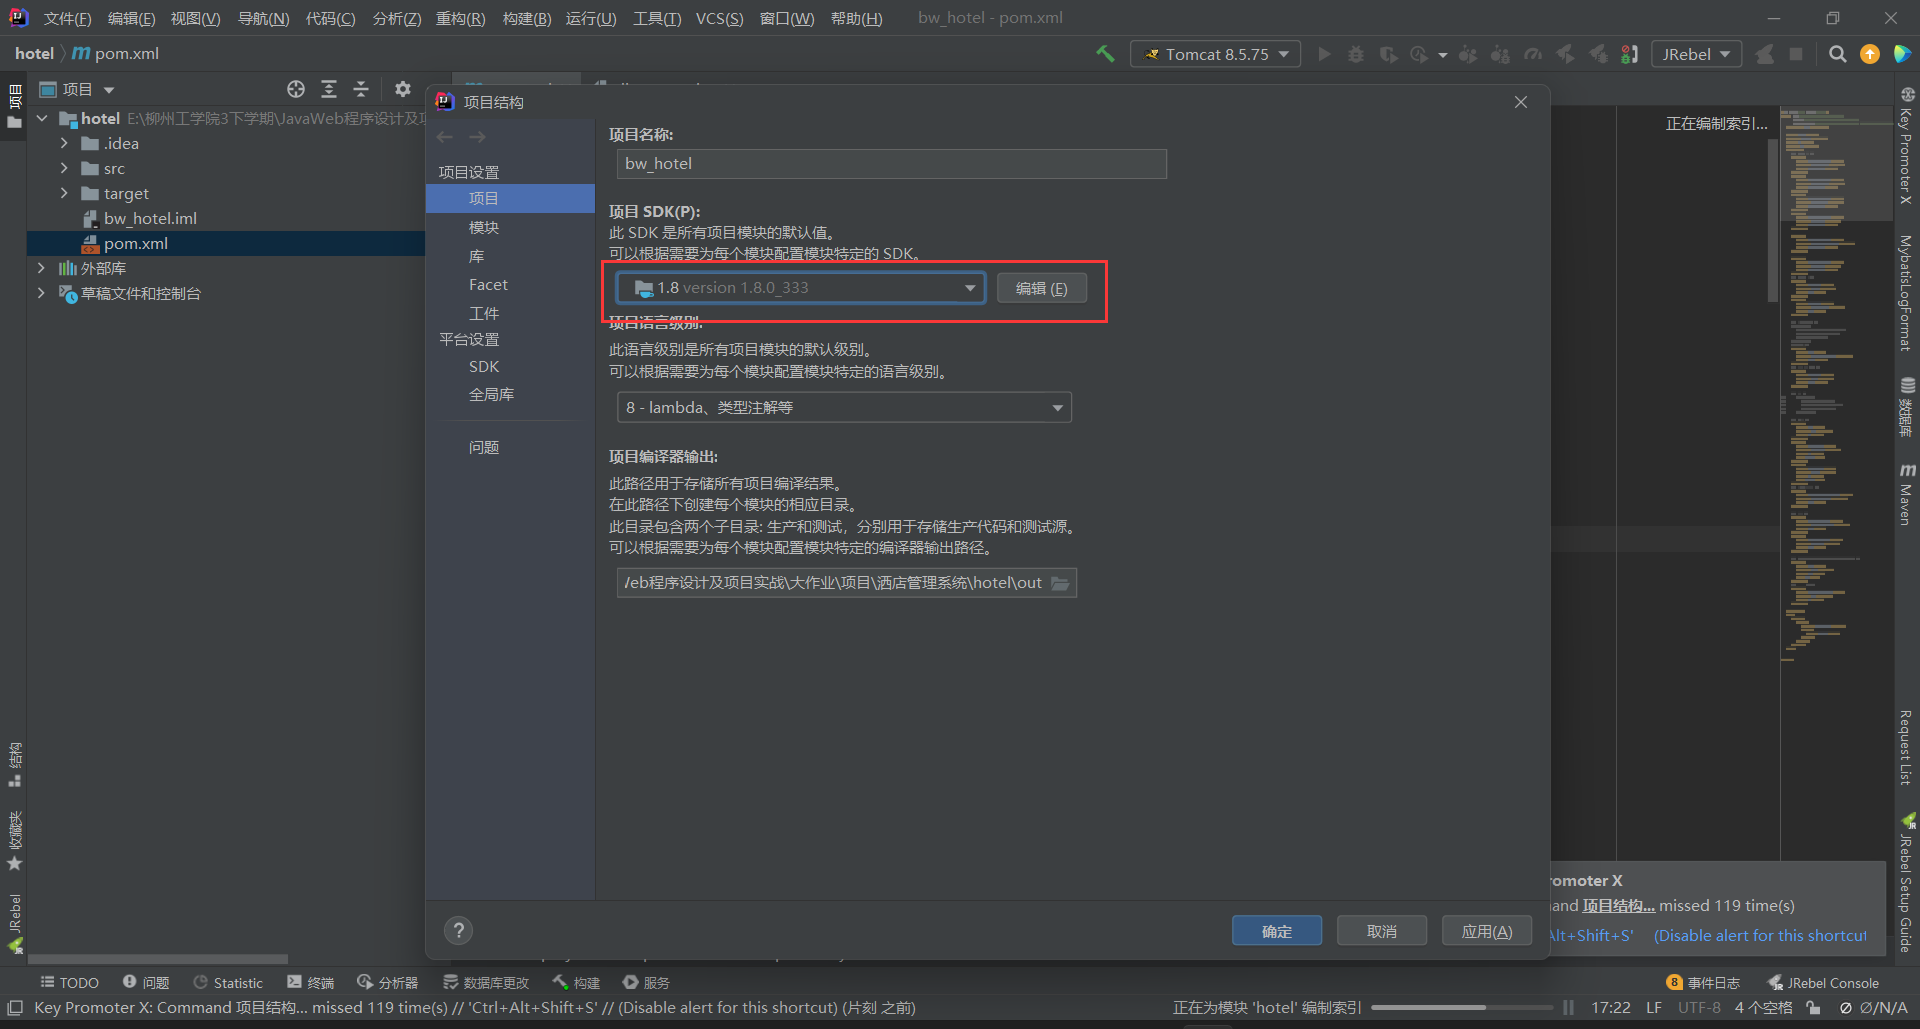 文件(F) 编辑(E) 视图(V) 导航(N) 代码(C) 分析(Z) 重构(R) 构建(B) 运行(U) 工具(T) VCS(S) 窗口(W) 帮助(H) bw_hotel - pom.xml
hotel pom.xml Tomcat 8.5.75 JRebel
项目
项目
hotel E:\柳州工学院3下学期\JavaWeb程序设计及项
.idea
src
target
bw_hotel.iml
pom.xml
外部库
草稿文件和控制台
结构
收藏夹
JRebel
项目结构
项目设置
项目
模块
库
Facet
工件
平台设置
SDK
全局库
问题
项目名称:
bw_hotel
项目 SDK(P):
此 SDK 是所有项目模块的默认值。
可以根据需要为每个模块配置模块特定的 SDK。
1.8 version 1.8.0_333 编辑 (E)
项目语言级别:
此语言级别是所有项目模块的默认级别。
可以根据需要为每个模块配置模块特定的语言级别。
8 - lambda、类型注解等
项目编译器输出:
此路径用于存储所有项目编译结果。
在此路径下创建每个模块的相应目录。
此目录包含两个子目录: 生产和测试，分别用于存储生产代码和测试源。
可以根据需要为每个模块配置模块特定的编译器输出路径。
/eb程序设计及项目实战\大作业\项目\酒店管理系统\hotel\out
?
确定 取消 应用(A)
正在编制索引...
Key Promoter X
MybatisLogFormat
数据库
Maven
Request List
JRebel Setup Guide
romoter X
and 项目结构... missed 119 time(s)
Alt+Shift+S' (Disable alert for this shortcut
TODO 问题 Statistic 终端 分析器 数据库更改 构建 服务 8 事件日志 JRebel Console
Key Promoter X: Command 项目结构... missed 119 time(s) // 'Ctrl+Alt+Shift+S' // (Disable alert for this shortcut) (片刻 之前) 正在为模块 'hotel' 编制索引 17:22 LF UTF-8 4 个空格 Ø/N/A